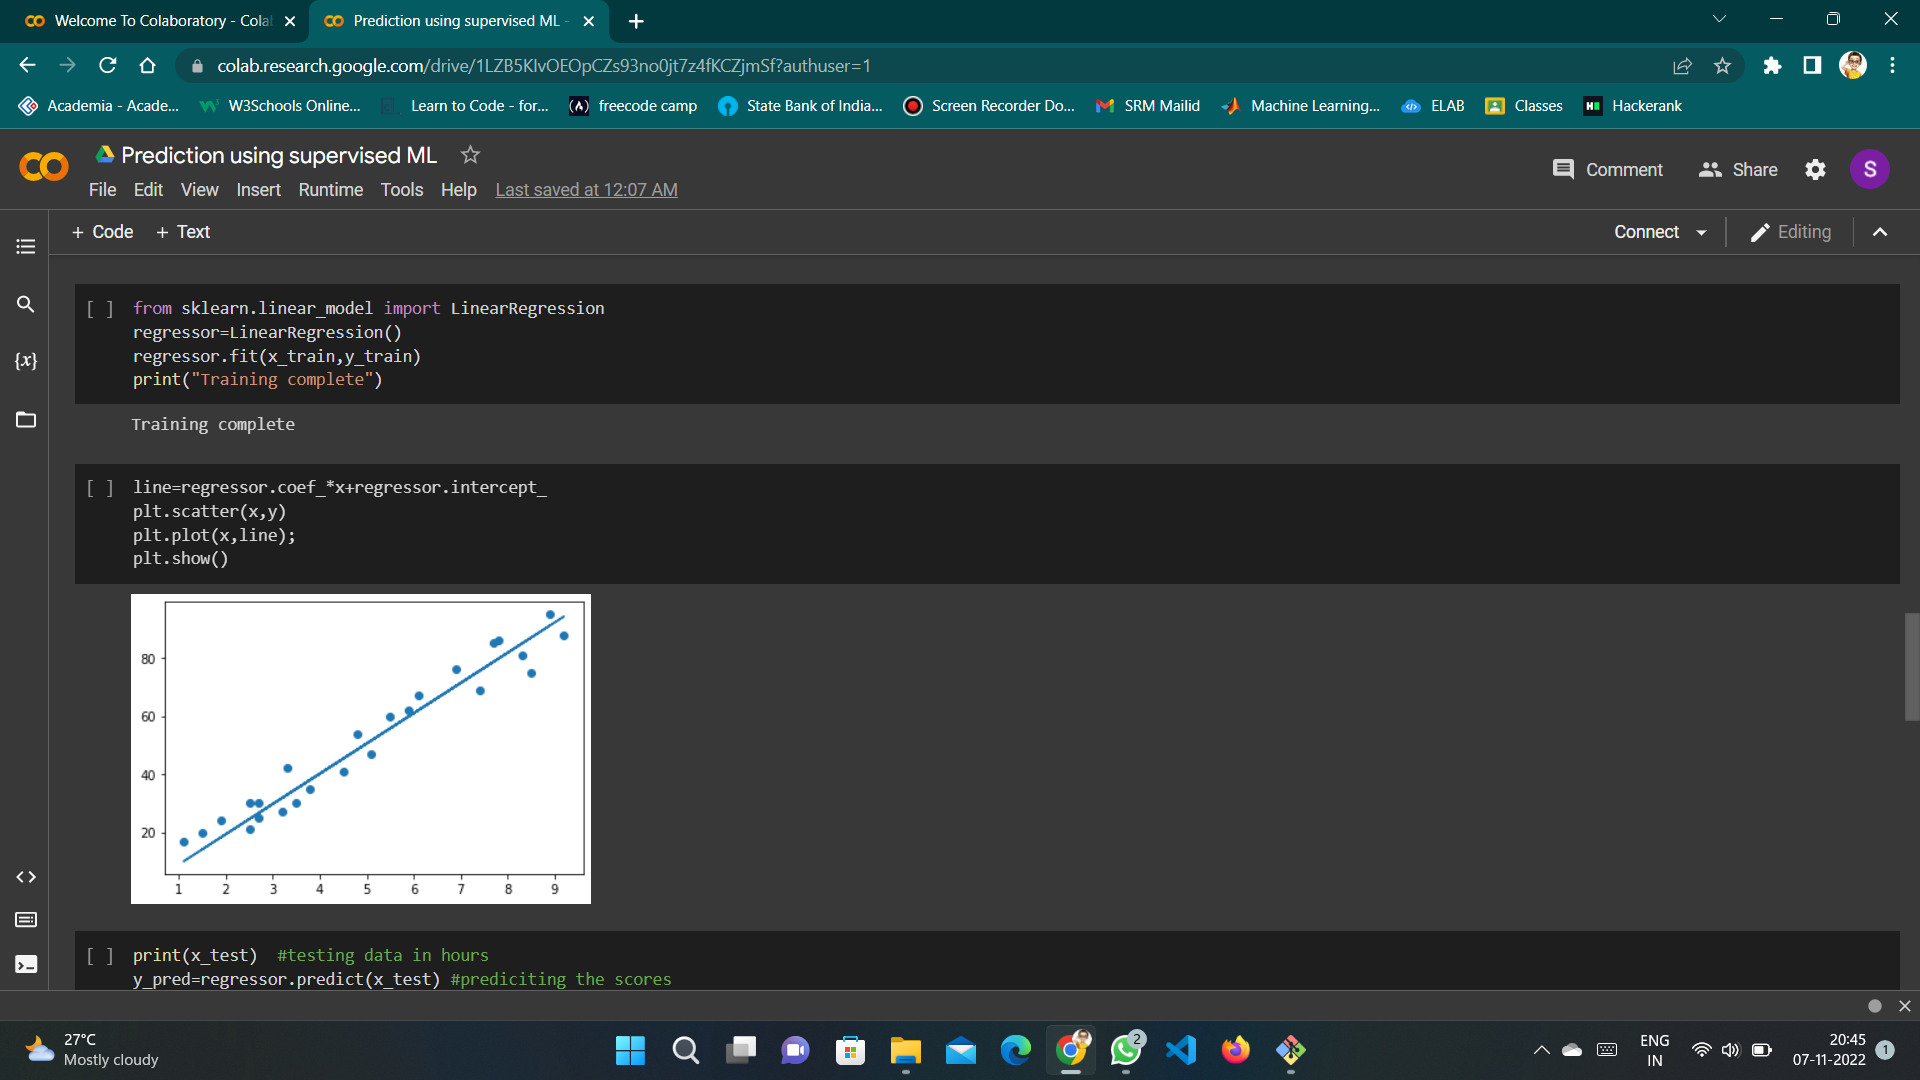 Welcome To Colaboratory - Colab
Prediction using supervised ML -
colab.research.google.com/drive/1LZB5KIvOEOpCZs93no0jt7z4fKCZjmSf?authuser=1
Academia - Acade...
W3Schools Online...
Learn to Code - for...
freecode camp
State Bank of India...
Screen Recorder Do...
SRM Mailid
Machine Learning...
ELAB
Classes
Hackerank
Prediction using supervised ML
Comment
Share
S
File Edit View Insert Runtime Tools Help Last saved at 12:07 AM
+ Code + Text
Connect
Editing
{x}
[ ] from sklearn.linear_model import LinearRegression
regressor=LinearRegression()
regressor.fit(x_train,y_train)
print("Training complete")
Training complete
[ ] line=regressor.coef_*x+regressor.intercept_
plt.scatter(x,y)
plt.plot(x,line);
plt.show()
80
60
40
20
1 2 3 4 5 6 7 8 9
[ ] print(x_test) #testing data in hours
y_pred=regressor.predict(x_test) #prediciting the scores
27°C
Mostly cloudy
2
ENG
IN
20:45
07-11-2022
1